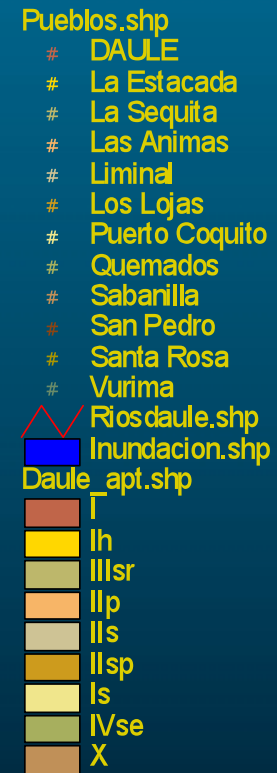 Pueblos.shp
# DAULE
# La Estacada
# La Sequita
# Las Animas
# Liminal
# Los Lojas
# Puerto Coquito
# Quemados
# Sabanilla
# San Pedro
# Santa Rosa
# Vurima
Riosdaule.shp
Inundacion.shp
Daule_apt.shp
I
Ih
IIIsr
IIp
IIs
IIsp
Is
IVse
X